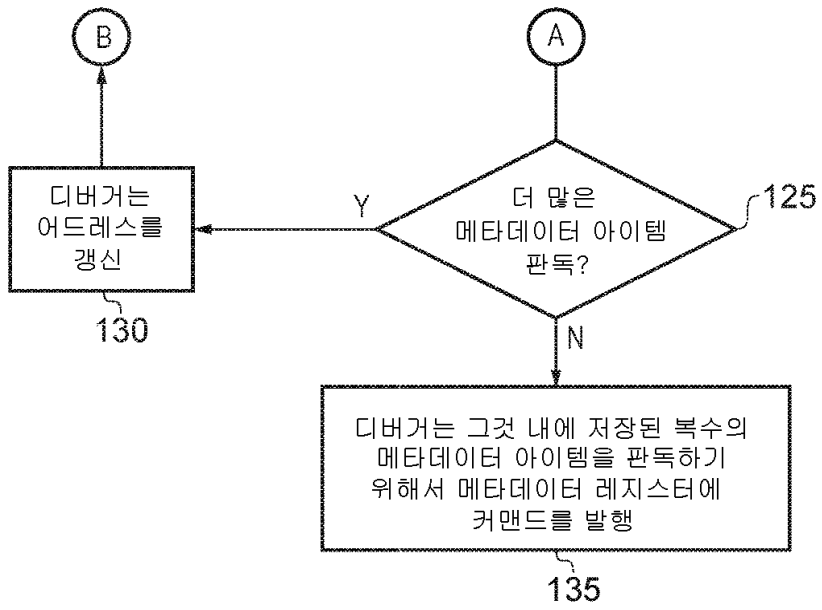 B
A
디버거는
어드레스를
갱신
130
Y
더 많은
메타데이터 아이템
판독?
125
N
디버거는 그것 내에 저장된 복수의
메타데이터 아이템을 판독하기
위해서 메타데이터 레지스터에
커맨드를 발행
135